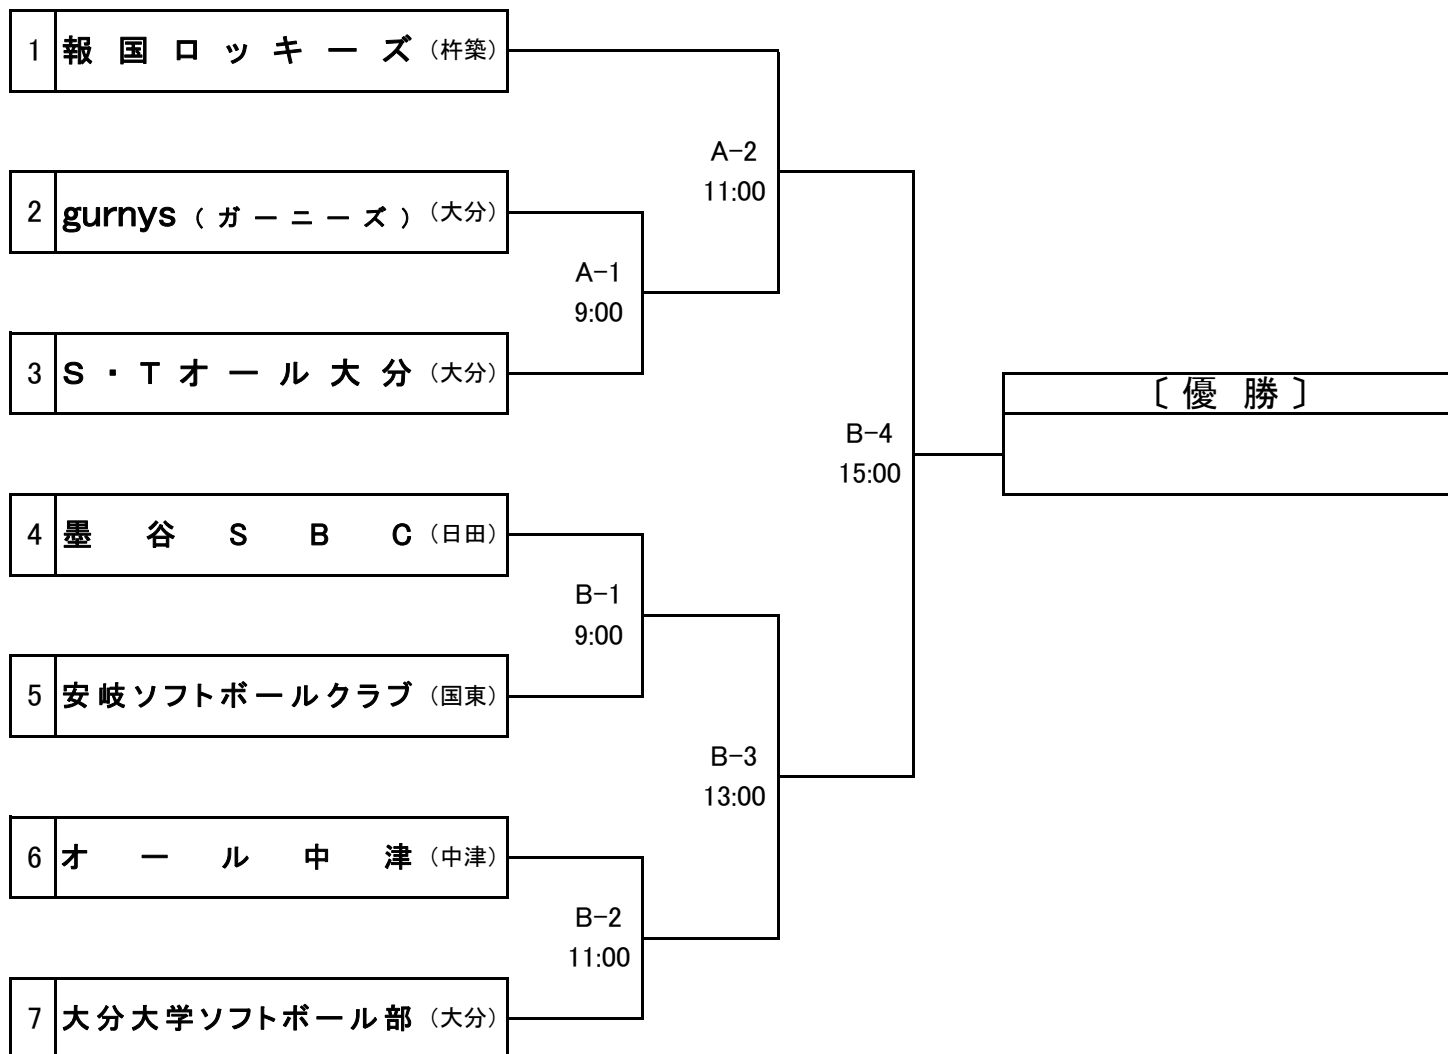 1 報国ロッキーズ (杵築)
A-2
11:00
2 gurnys (ガーニーズ) (大分)
A-1
9:00
3 S・Tオール大分 (大分)
〔優 勝〕
B-4
15:00
4 墨谷SBC (日田)
B-1
9:00
5 安岐ソフトボールクラブ (国東)
B-3
13:00
6 オール中津 (中津)
B-2
11:00
7 大分大学ソフトボール部 (大分)